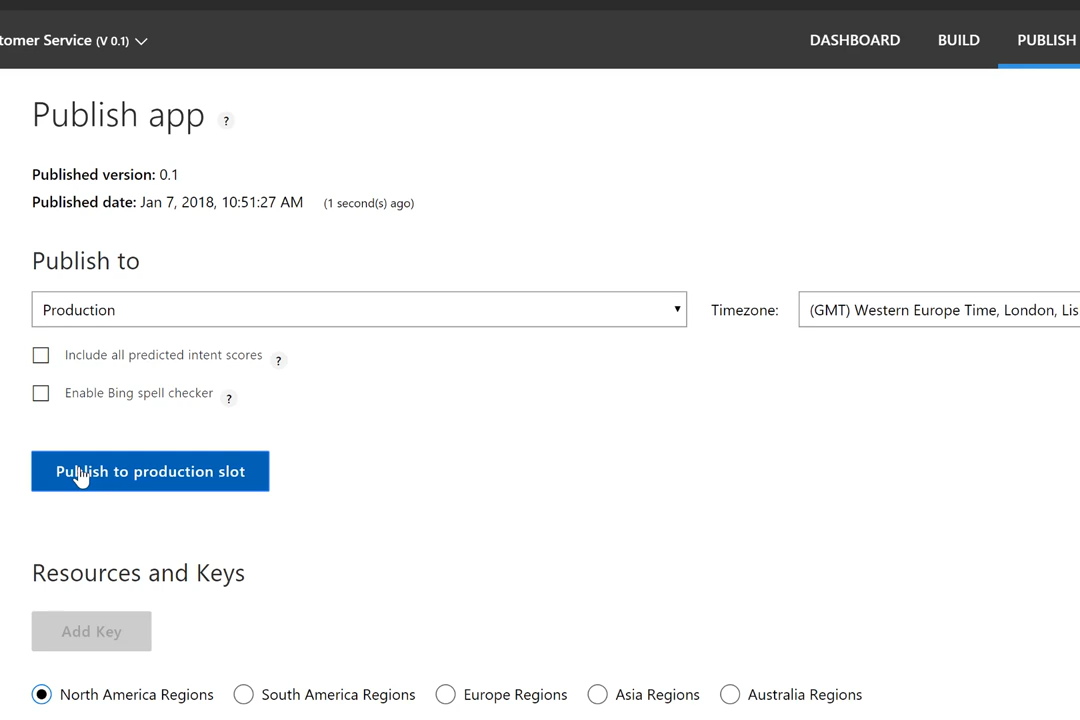 tomer Service (V 0.1)
DASHBOARD
BUILD
PUBLISH
Publish app ?
Published version: 0.1
Published date: Jan 7, 2018, 10:51:27 AM (1 second(s) ago)
Publish to
Production
Timezone:
(GMT) Western Europe Time, London, Lis
Include all predicted intent scores ?
Enable Bing spell checker ?
Publish to production slot
Resources and Keys
Add Key
North America Regions
South America Regions
Europe Regions
Asia Regions
Australia Regions